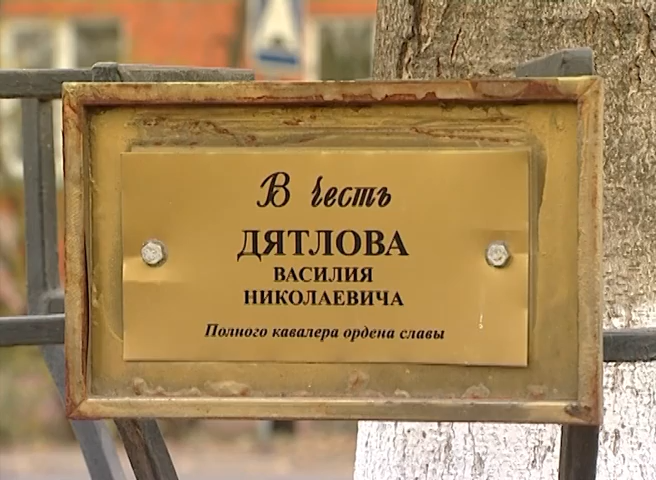 В честь
ДЯТЛОВА
ВАСИЛИЯ
НИКОЛАЕВИЧА
Полного кавалера ордена славы